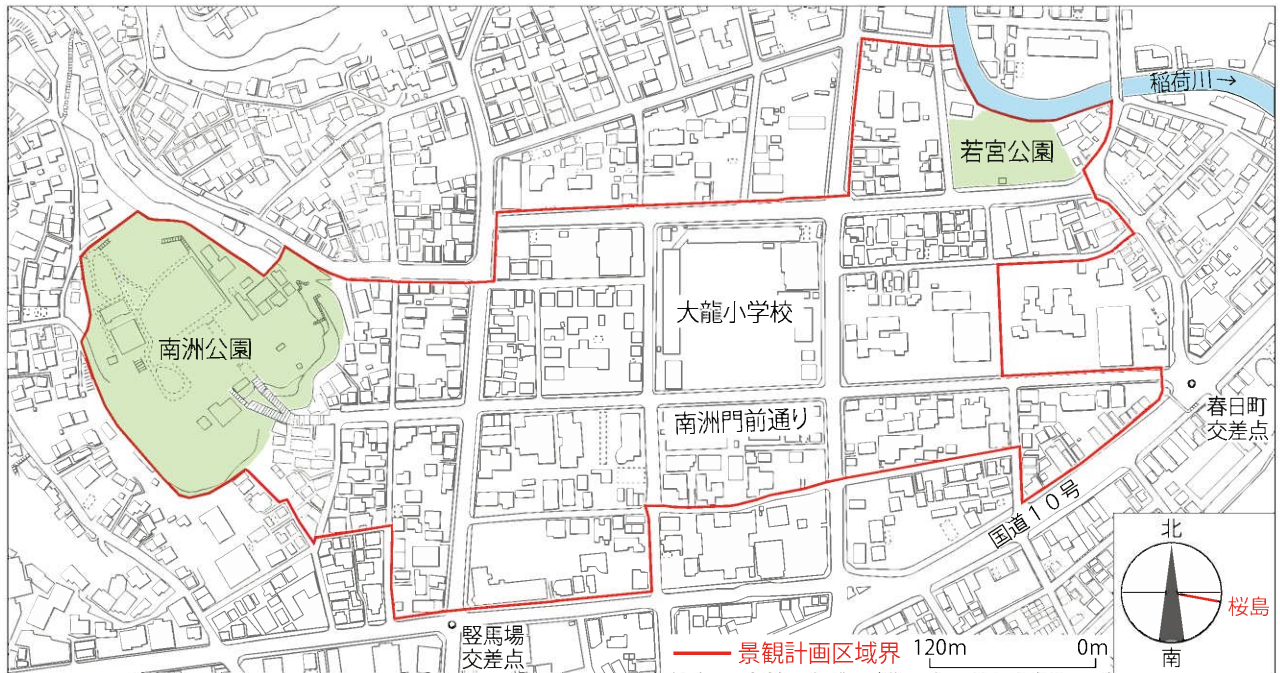 稲荷川→
若宮公園
大龍小学校
南洲公園
南洲門前通り
春日町
交差点
国道10号
竪馬場
交差点
景観計画区域界
120m
0m
北
桜島
南